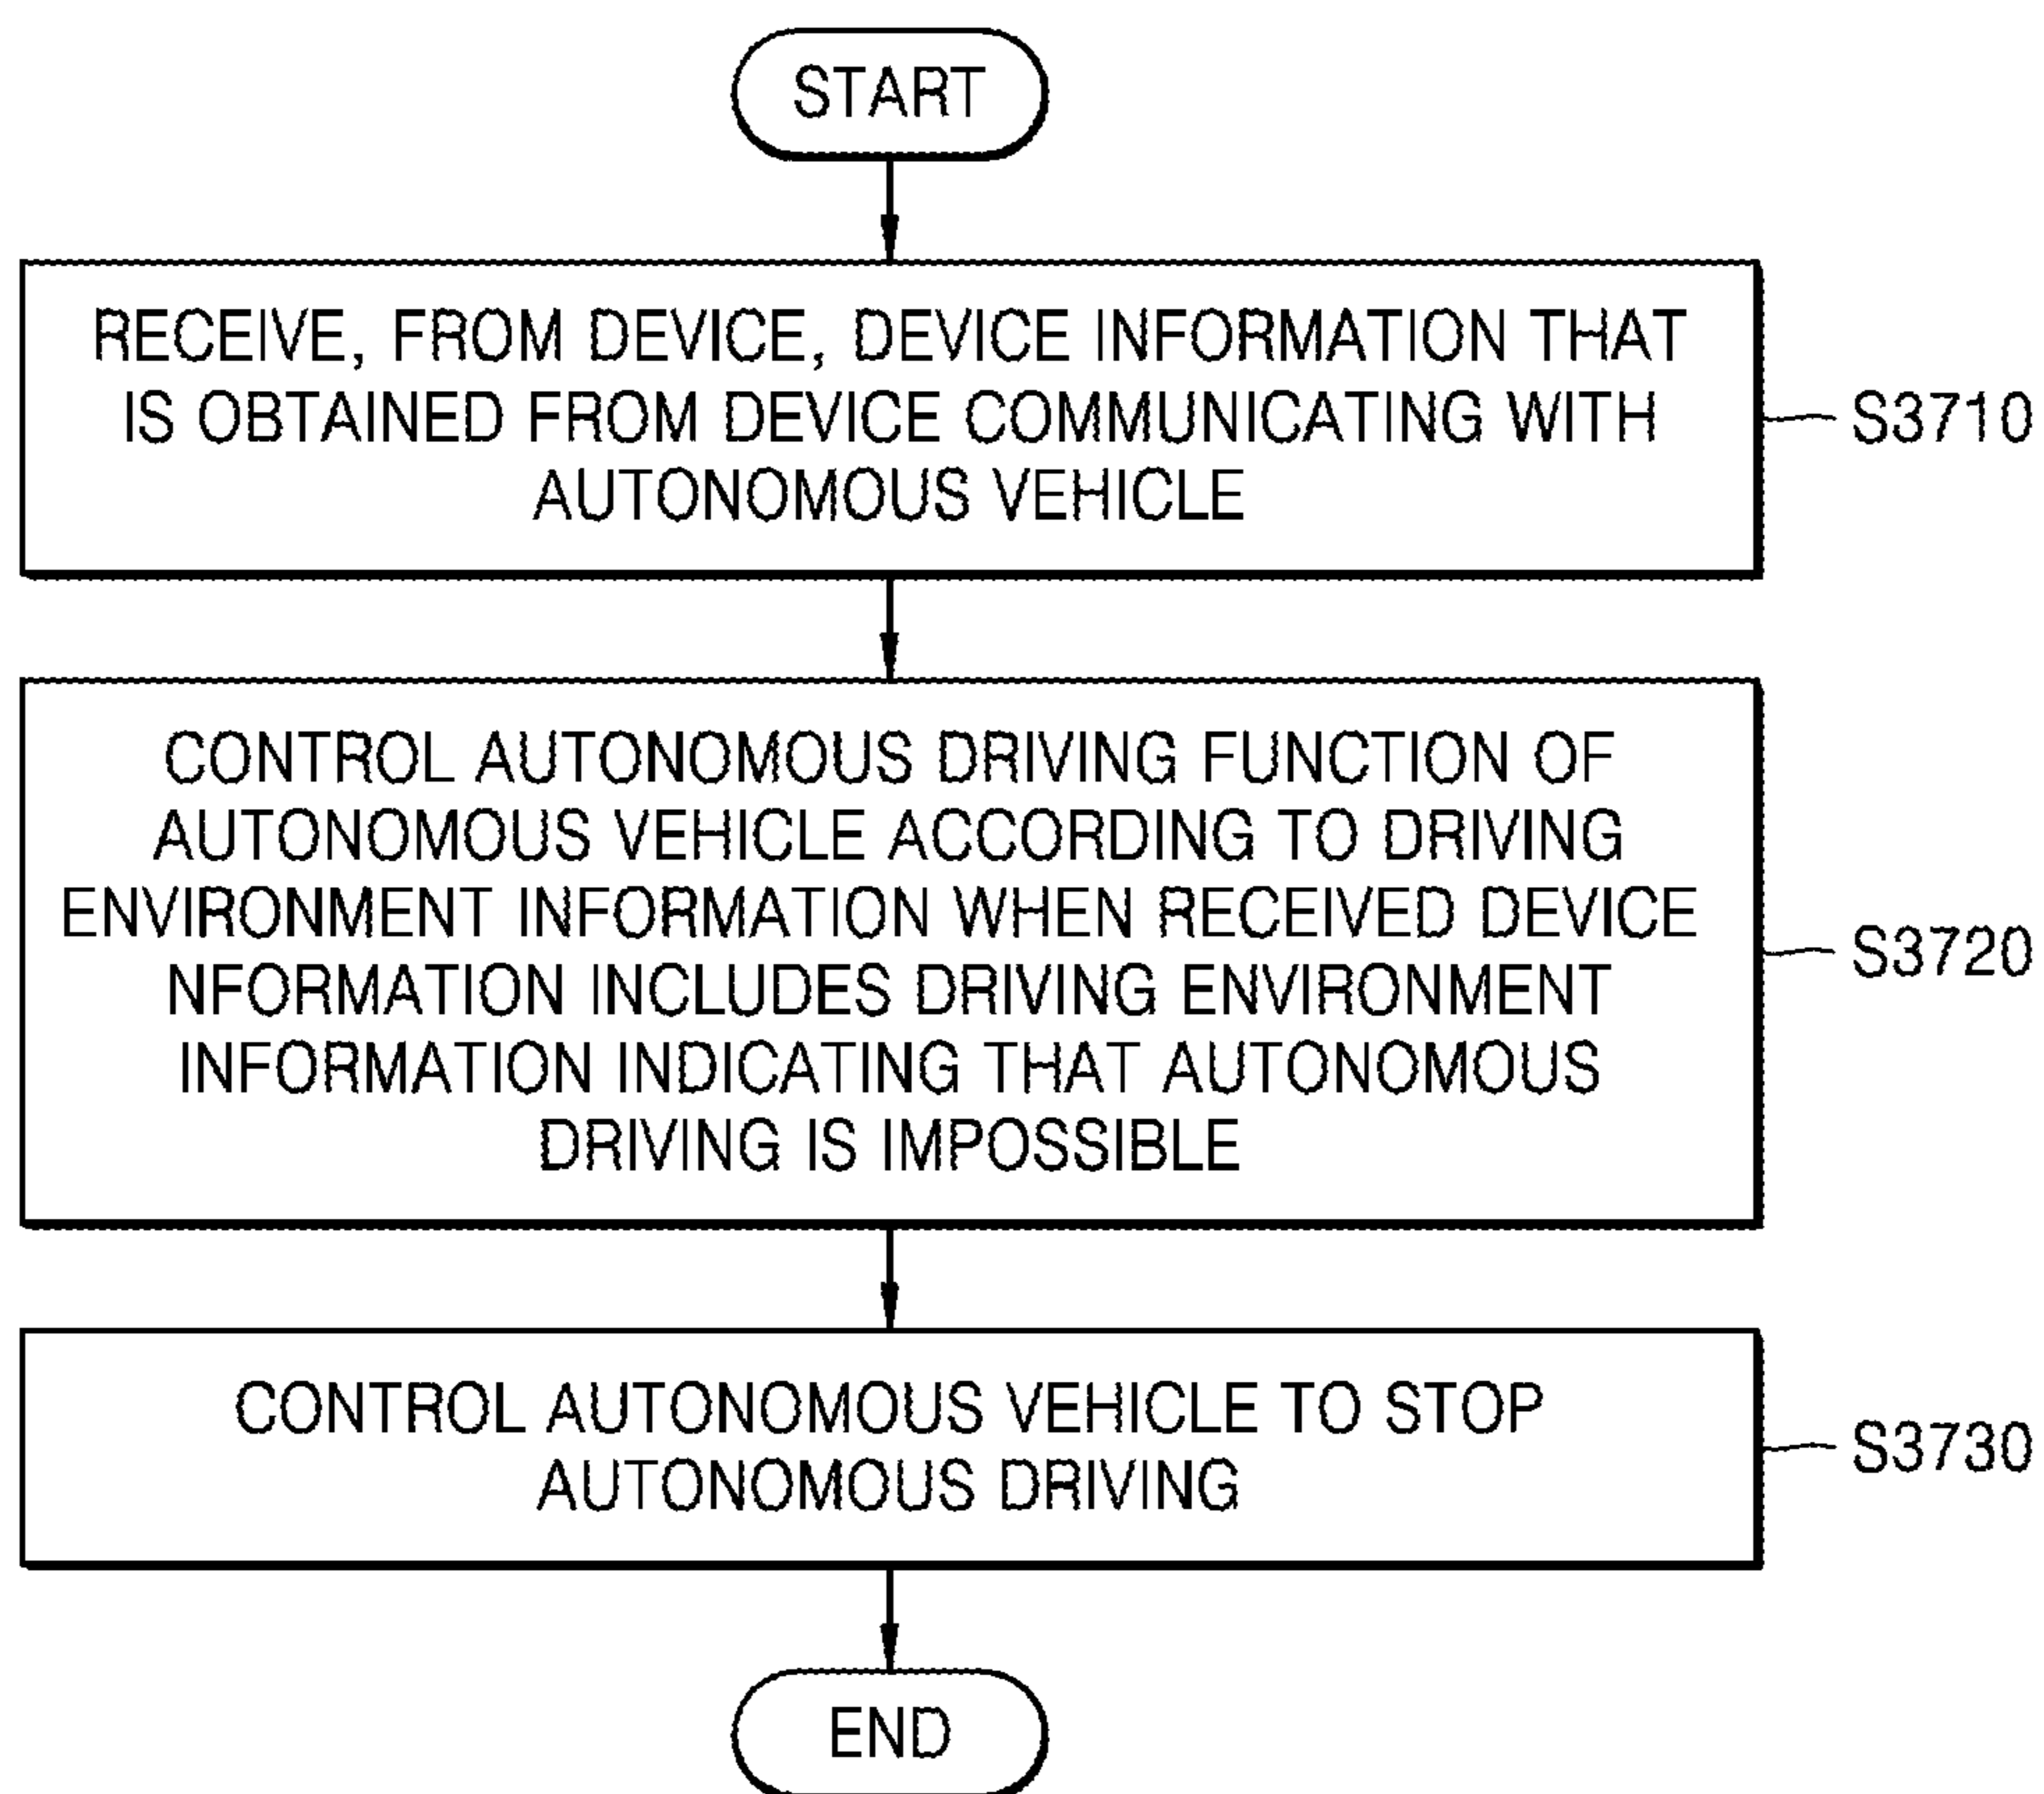 START
RECEIVE, FROM DEVICE, DEVICE INFORMATION THAT
IS OBTAINED FROM DEVICE COMMUNICATING WITH
AUTONOMOUS VEHICLE
S3710
CONTROL AUTONOMOUS DRIVING FUNCTION OF
AUTONOMOUS VEHICLE ACCORDING TO DRIVING
ENVIRONMENT INFORMATION WHEN RECEIVED DEVICE
NFORMATION INCLUDES DRIVING ENVIRONMENT
INFORMATION INDICATING THAT AUTONOMOUS
DRIVING IS IMPOSSIBLE
S3720
CONTROL AUTONOMOUS VEHICLE TO STOP
AUTONOMOUS DRIVING
S3730
END